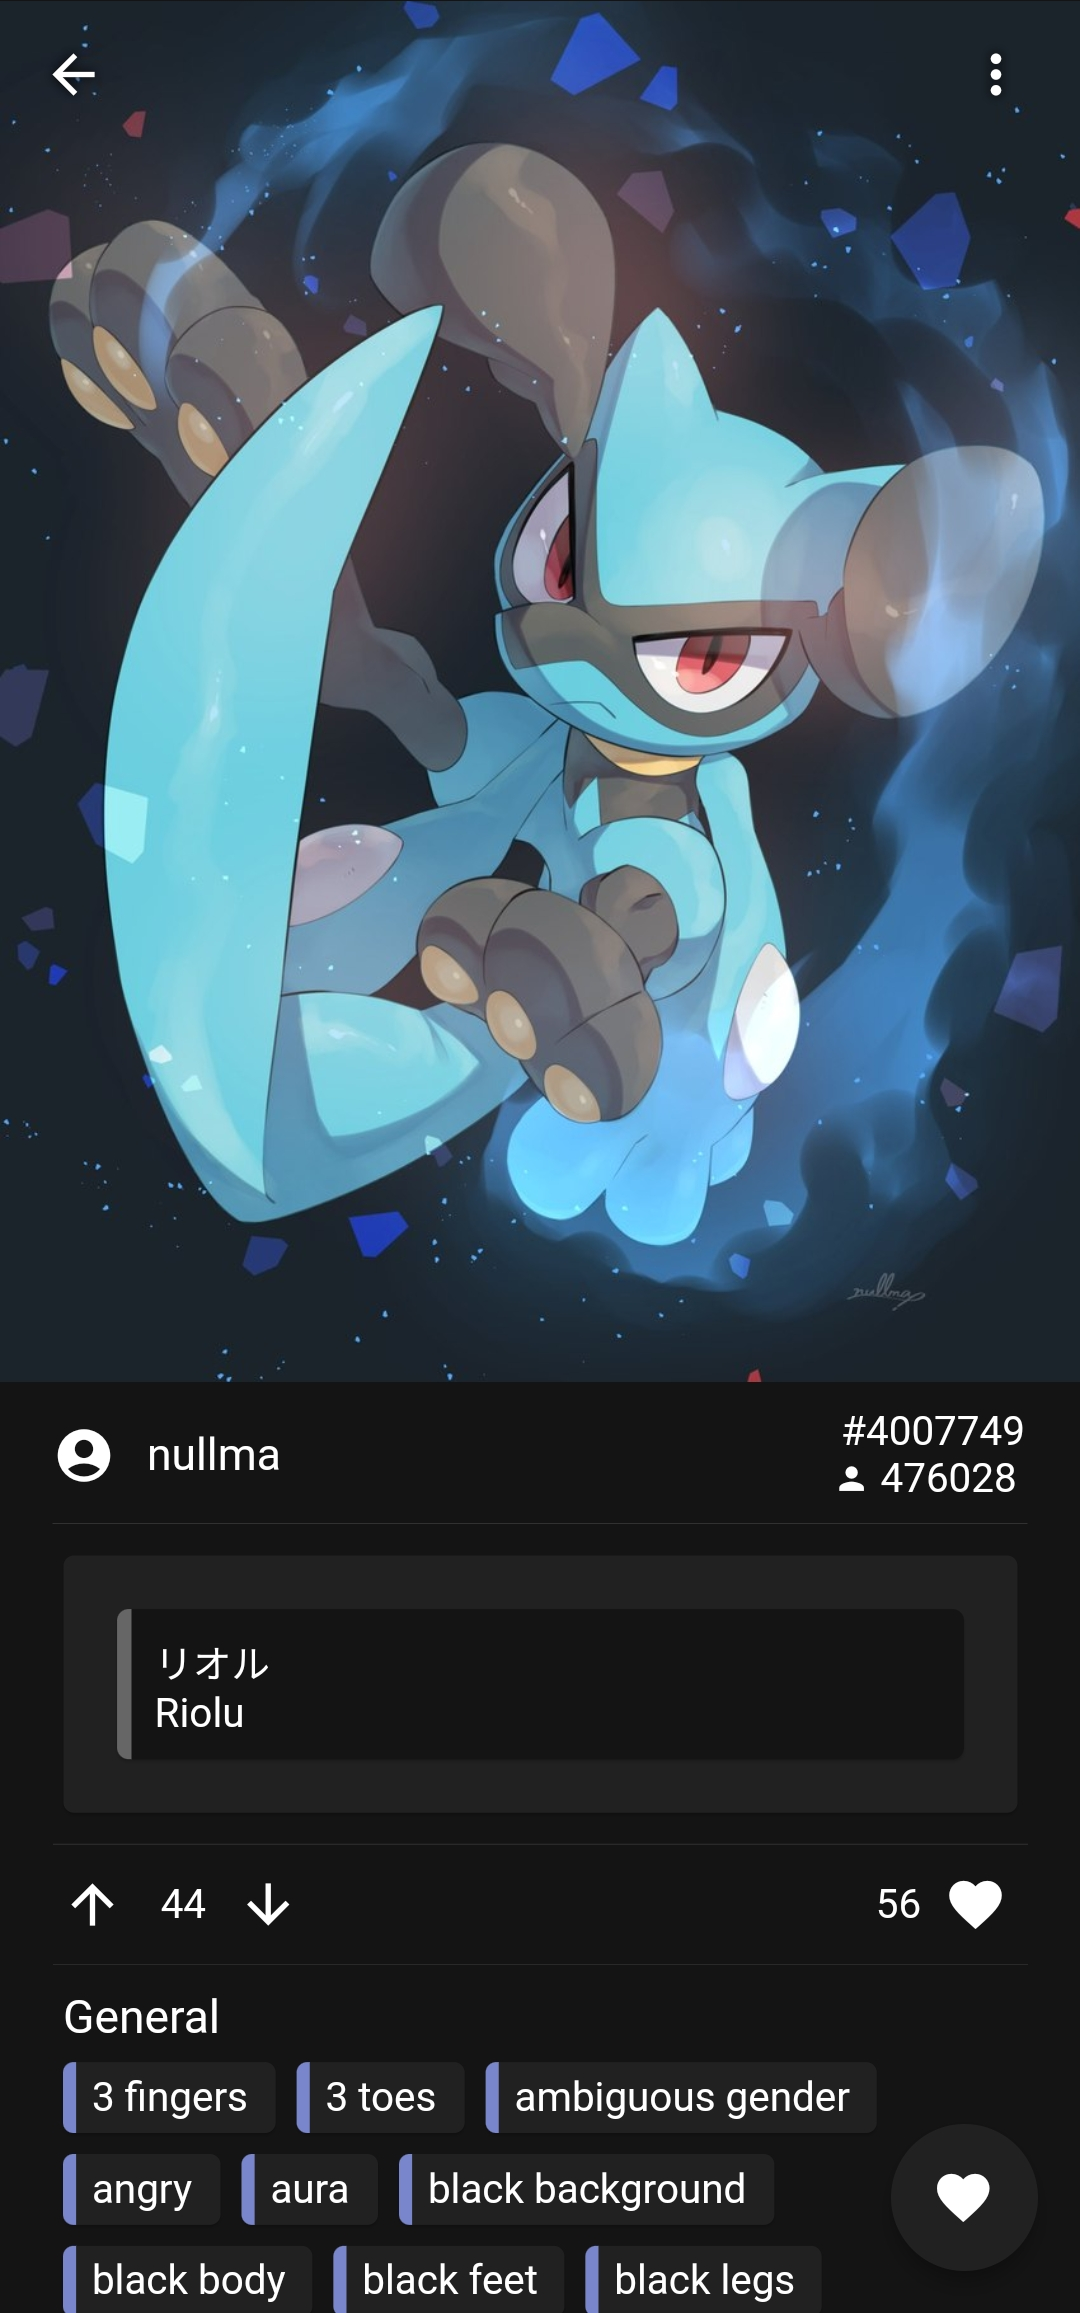 nullma
nullma
#4007749
476028
リオル
Riolu
44
56
General
3 fingers
3 toes
ambiguous gender
angry
aura
black background
black body
black feet
black legs